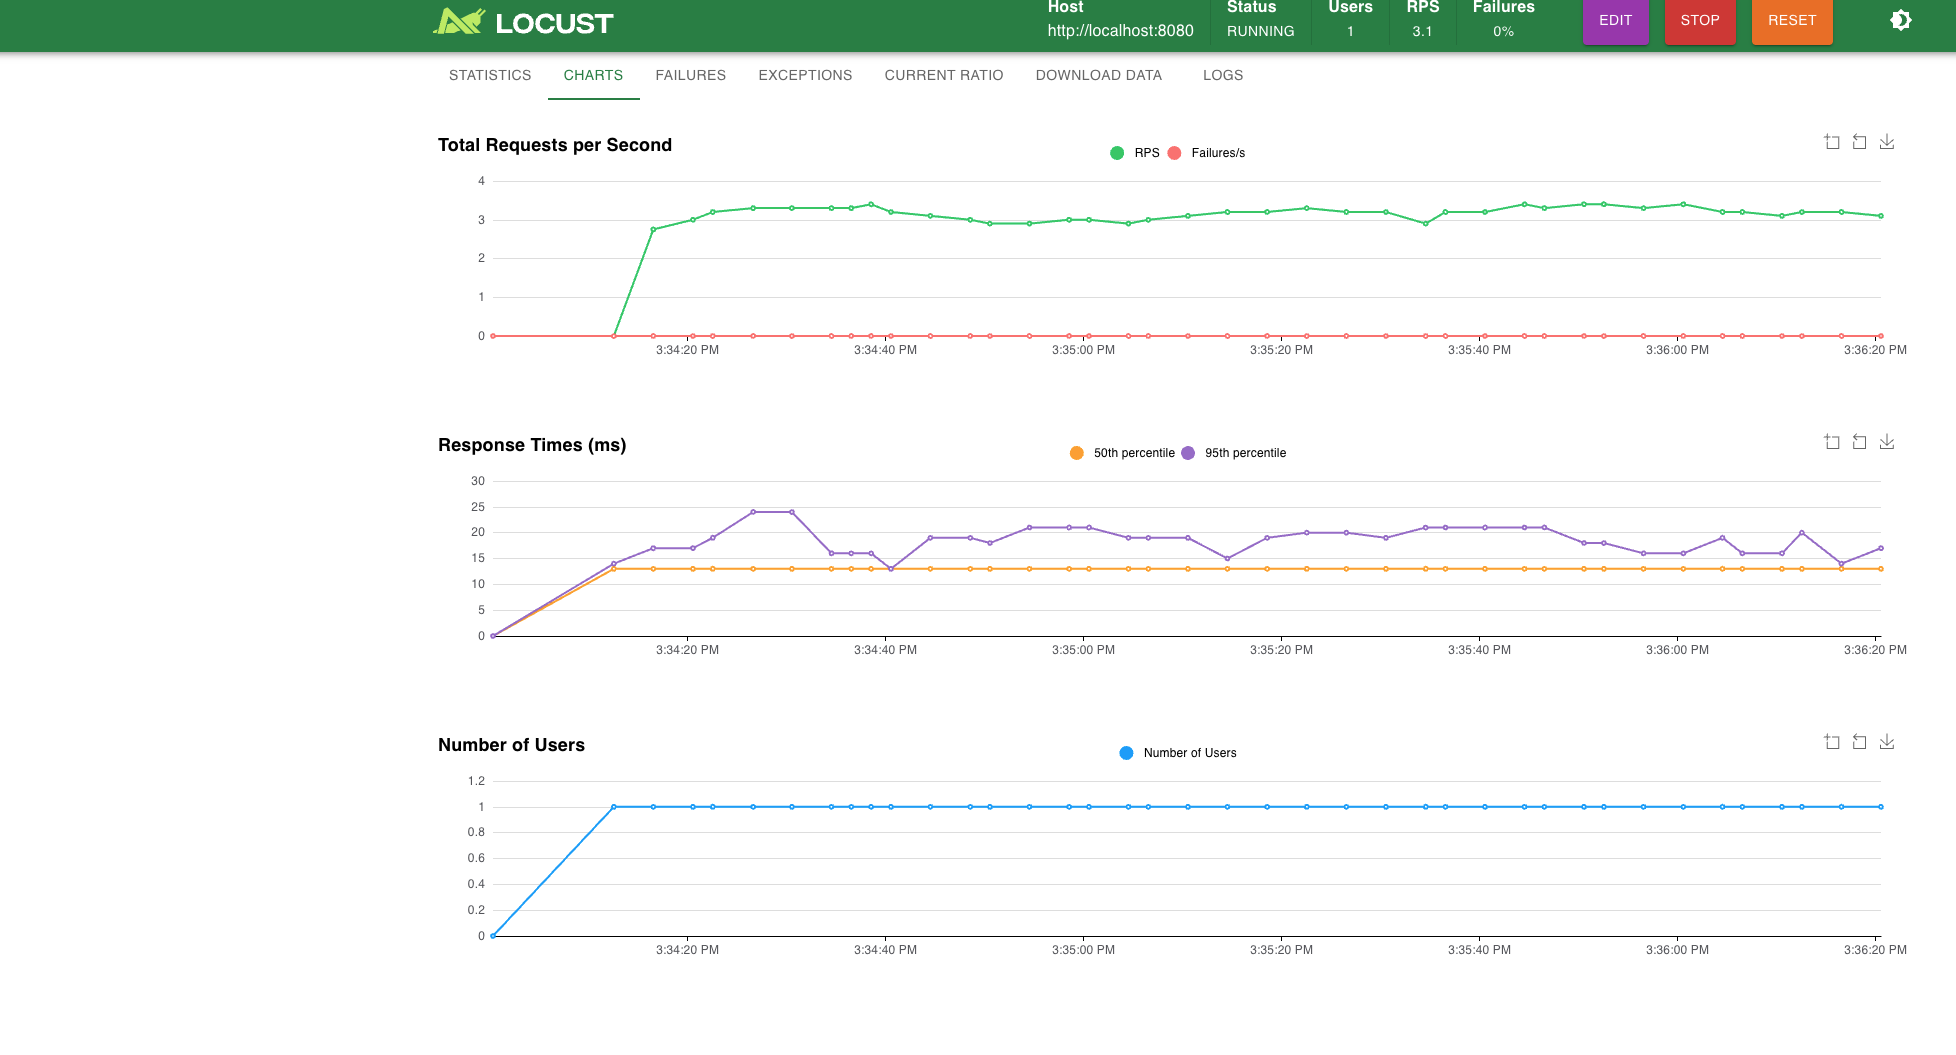 LOCUST
Host Status Users RPS Failures
http://localhost:8080 RUNNING 1 3.1 0%
EDIT STOP RESET
STATISTICS CHARTS FAILURES EXCEPTIONS CURRENT RATIO DOWNLOAD DATA LOGS
Total Requests per Second
RPS Failures/s
4
3
2
1
0
3:34:20 PM 3:34:40 PM 3:35:00 PM 3:35:20 PM 3:35:40 PM 3:36:00 PM 3:36:20 PM
Response Times (ms)
50th percentile 95th percentile
30
25
20
15
10
5
0
3:34:20 PM 3:34:40 PM 3:35:00 PM 3:35:20 PM 3:35:40 PM 3:36:00 PM 3:36:20 PM
Number of Users
Number of Users
1.2
1
0.8
0.6
0.4
0.2
0
3:34:20 PM 3:34:40 PM 3:35:00 PM 3:35:20 PM 3:35:40 PM 3:36:00 PM 3:36:20 PM